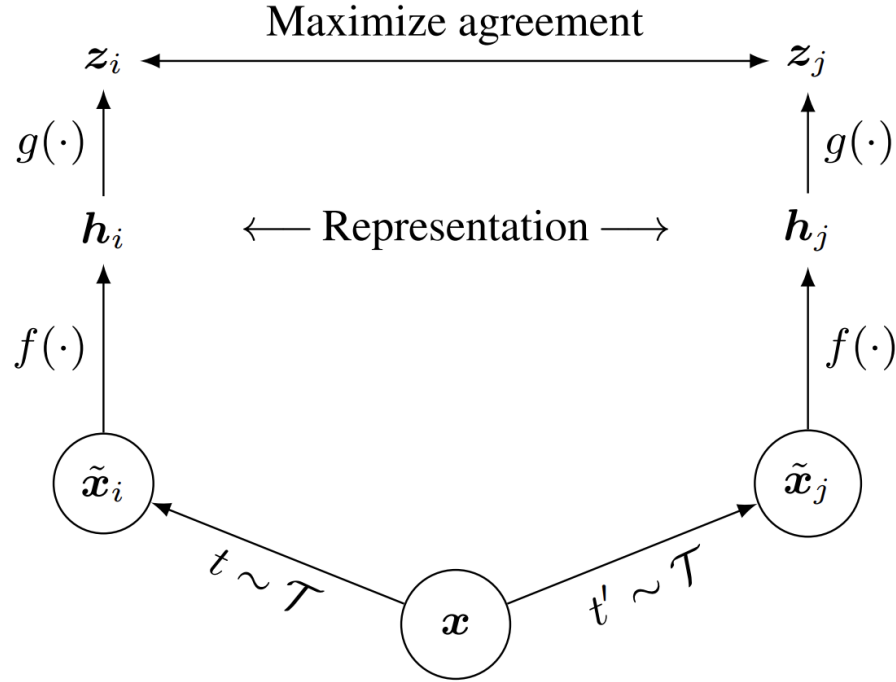 Maximize agreement
z_i z_j
g(·) g(·)
h_i ← Representation → h_j
f(·) f(·)
x̃_i x̃_j
t ∼ 𝒯 t′ ∼ 𝒯
x